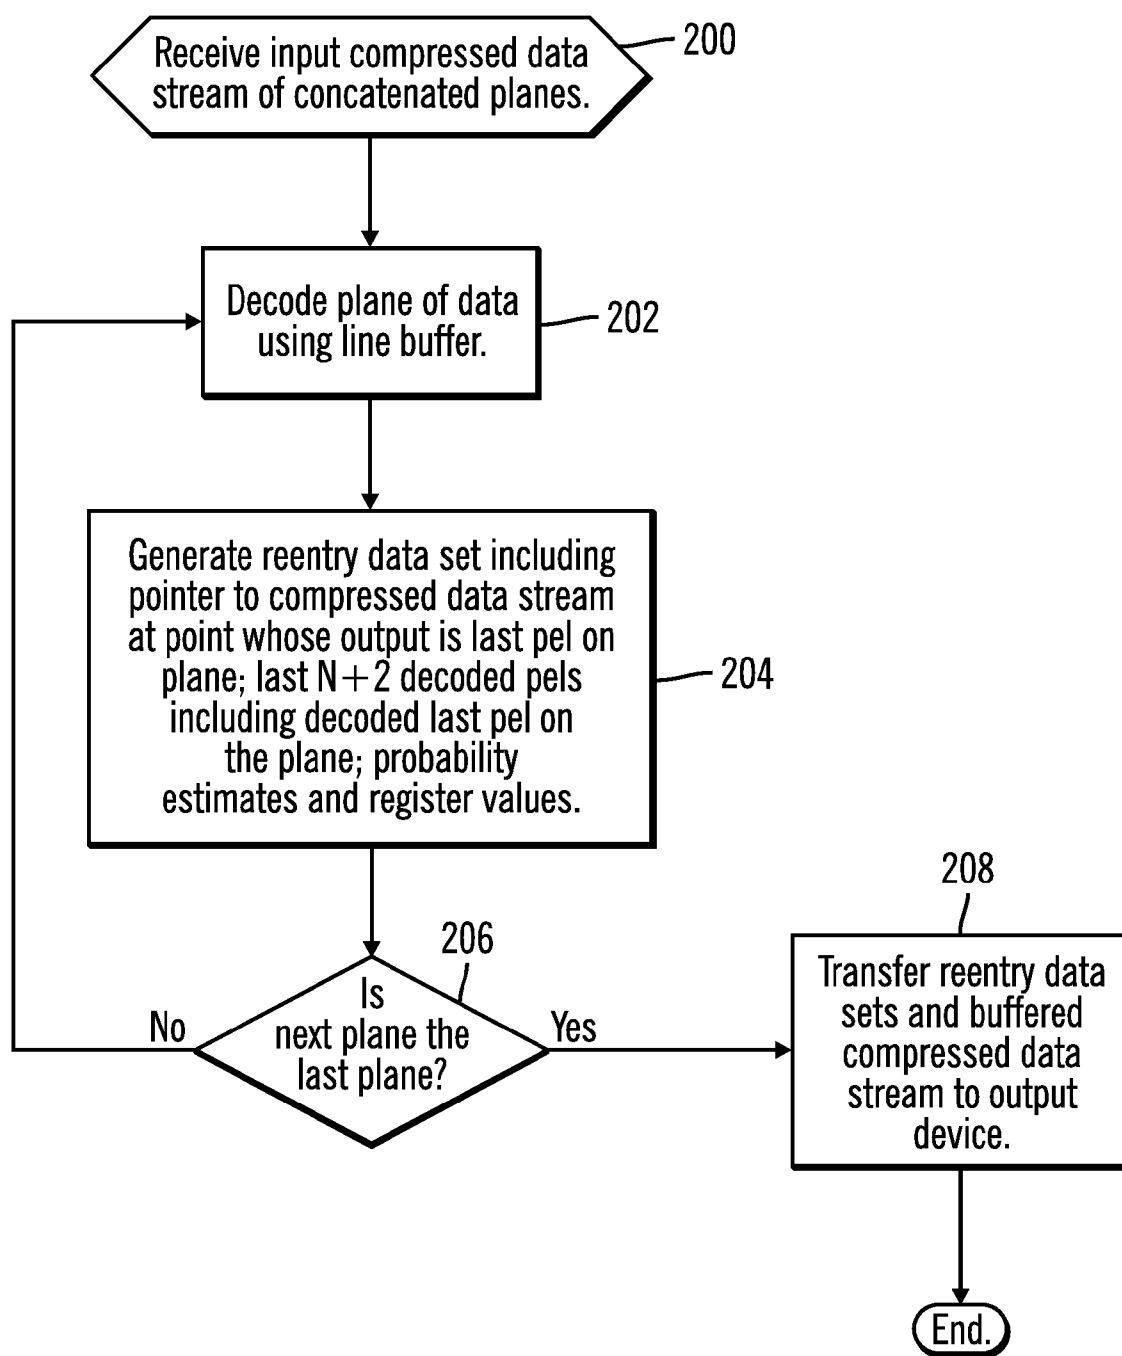 Receive input compressed data
stream of concatenated planes.
200
Decode plane of data
using line buffer.
202
Generate reentry data set including
pointer to compressed data stream
at point whose output is last pel on
plane; last N+2 decoded pels
including decoded last pel on
the plane; probability
estimates and register values.
204
206
Is
next plane the
last plane?
No
Yes
208
Transfer reentry data
sets and buffered
compressed data
stream to output
device.
End.